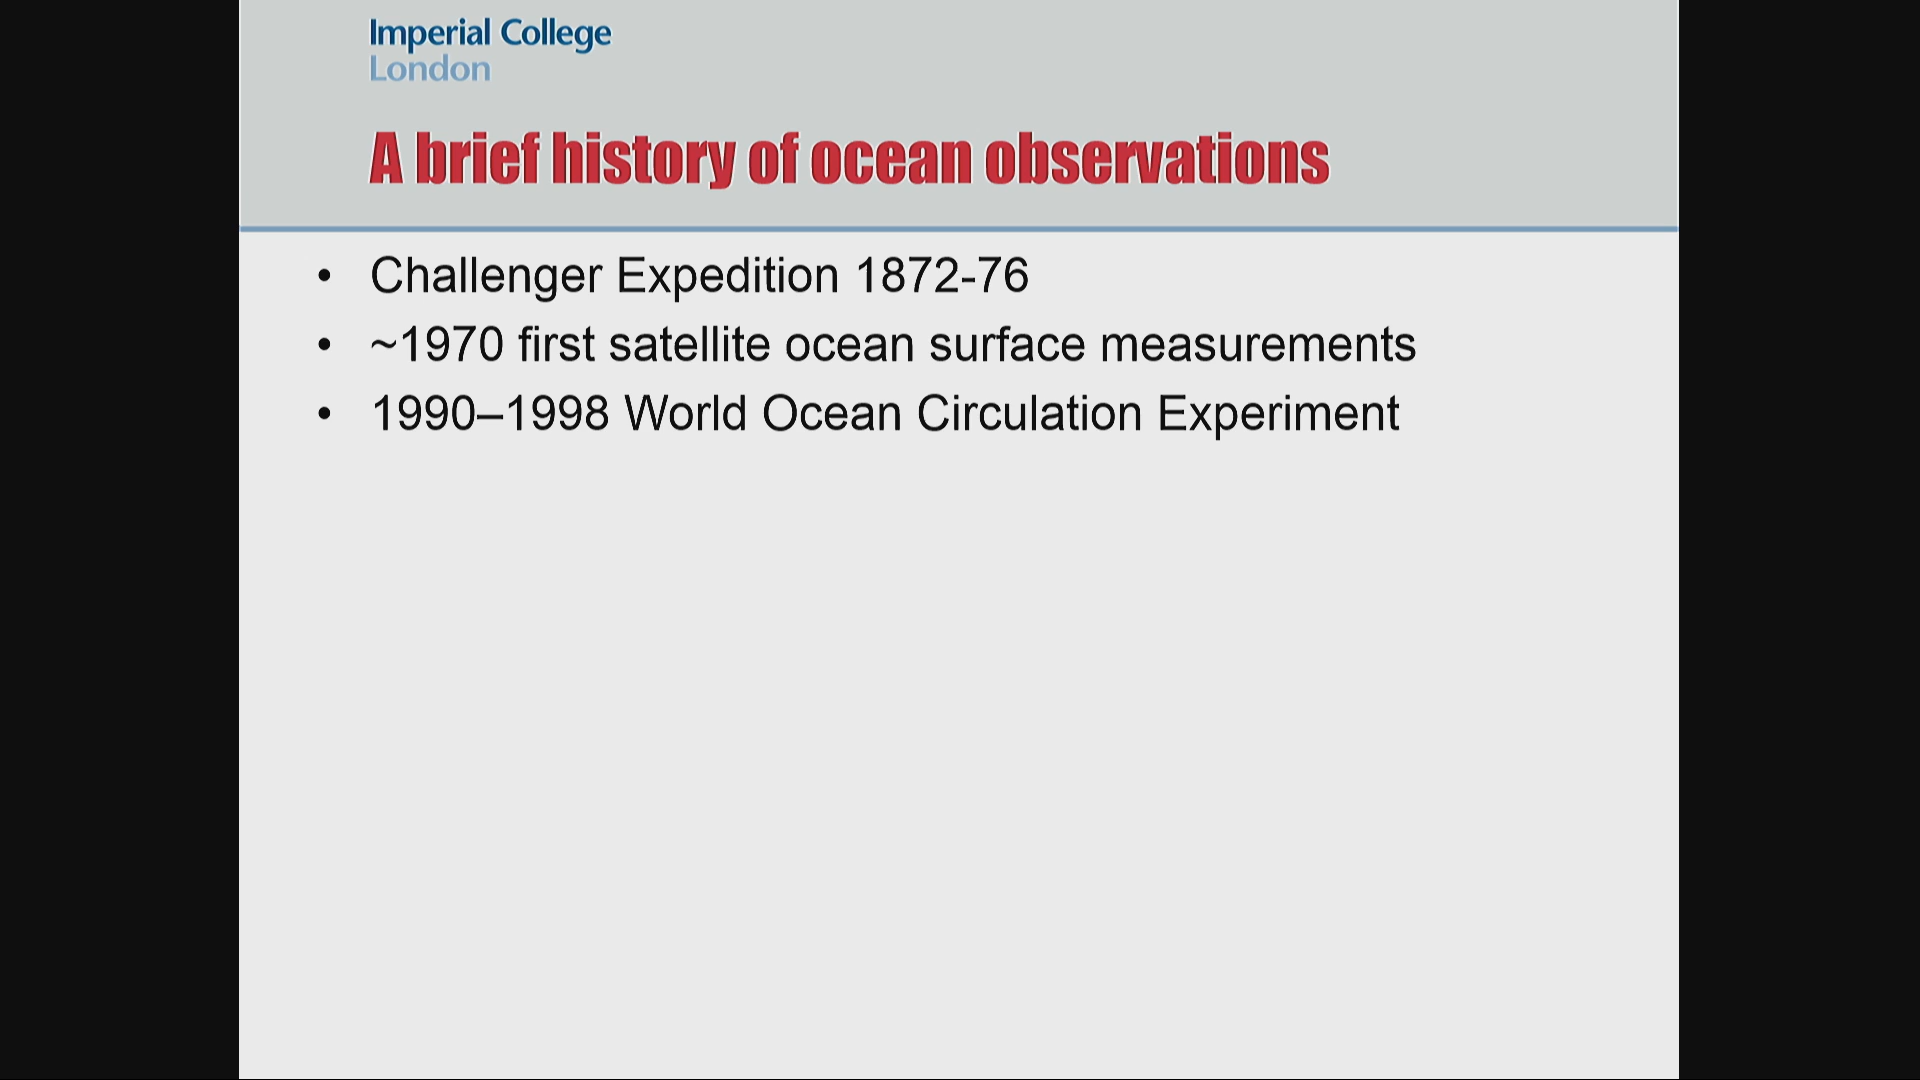 Imperial College
London
A brief history of ocean observations
• Challenger Expedition 1872-76
• ~1970 first satellite ocean surface measurements
• 1990–1998 World Ocean Circulation Experiment